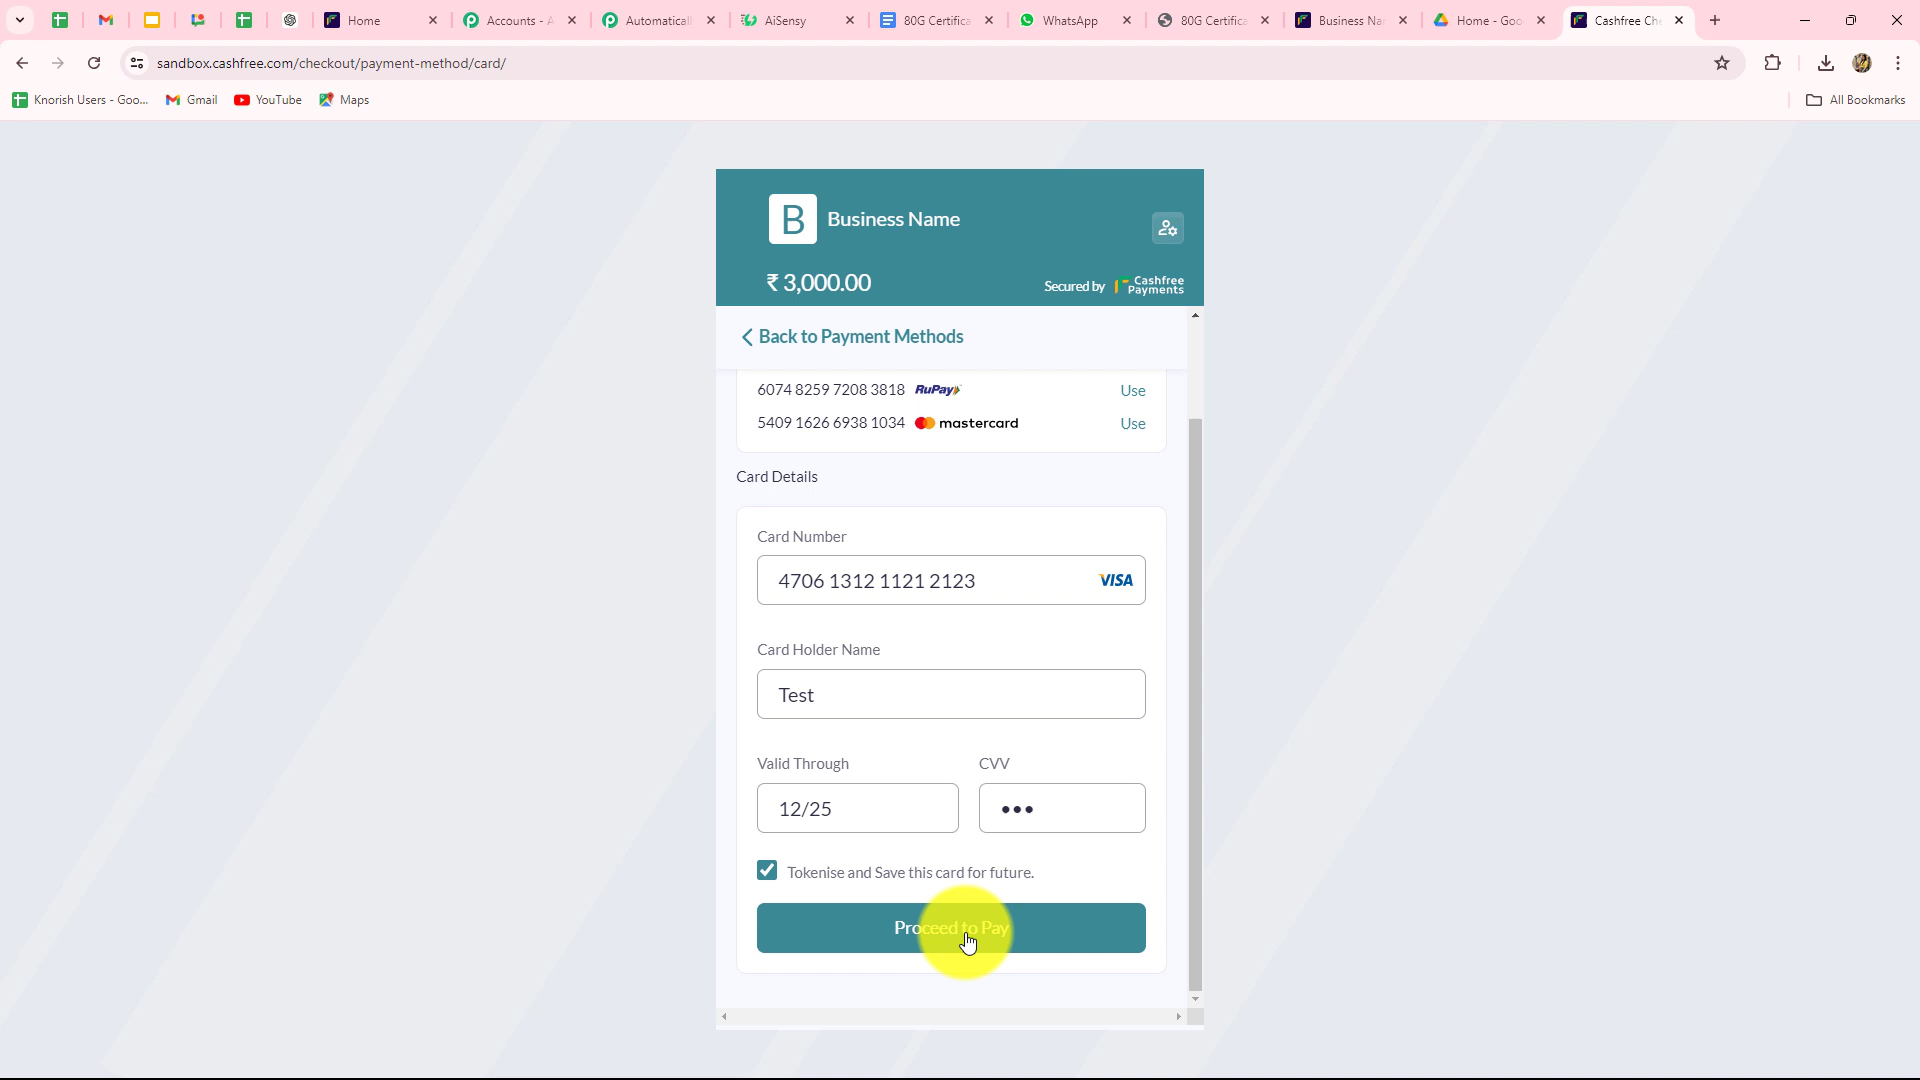 Home
Accounts - A
Automatical
AiSensy
80G Certifica
WhatsApp
80G Certifica
Business Na
Home - Goo
Cashfree Che
sandbox.cashfree.com/checkout/payment-method/card/
Knorish Users - Goo...
Gmail
YouTube
Maps
All Bookmarks
B
Business Name
₹ 3,000.00
Secured by Cashfree Payments
Back to Payment Methods
6074 8259 7208 3818 RuPay Use
5409 1626 6938 1034 mastercard Use
Card Details
Card Number
4706 1312 1121 2123 VISA
Card Holder Name
Test
Valid Through CVV
12/25 •••
Tokenise and Save this card for future.
Proceed to Pay